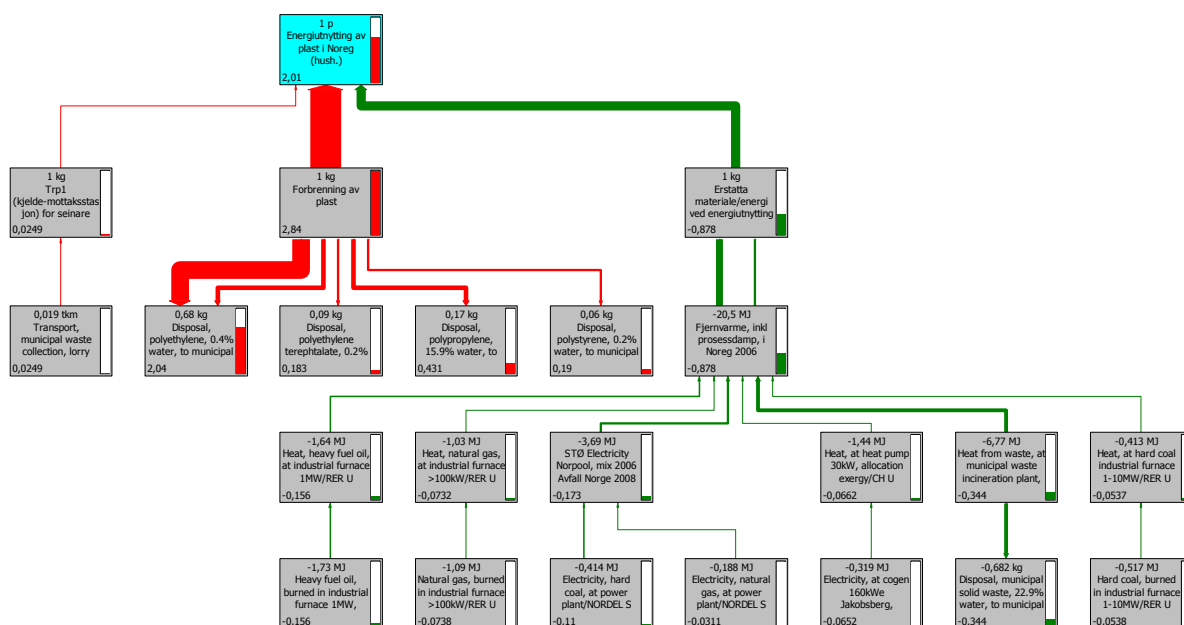 1 p
Energiutnytting av
plast i Noreg
(hush.)
2,01
1 kg
Trp1
(kjelde-mottaksstas
jon) for seinare
0,0249
1 kg
Forbrenning av
plast
2,84
1 kg
Erstatta
materiale/energi
ved energiutnytting
-0,878
0,019 tkm
Transport,
municipal waste
collection, lorry
0,0249
0,68 kg
Disposal,
polyethylene, 0.4%
water, to municipal
2,04
0,09 kg
Disposal,
polyethylene
terephtalate, 0.2%
0,183
0,17 kg
Disposal,
polypropylene,
15.9% water, to
0,431
0,06 kg
Disposal,
polystyrene, 0.2%
water, to municipal
0,19
-20,5 MJ
Fjernvarme, inkl
prosessdamp, i
Noreg 2006
-0,878
-1,64 MJ
Heat, heavy fuel oil,
at industrial furnace
1MW/RER U
-0,156
-1,03 MJ
Heat, natural gas,
at industrial furnace
>100kW/RER U
-0,0732
-3,69 MJ
STØ Electricity
Norpool, mix 2006
Avfall Norge 2008
-0,173
-1,44 MJ
Heat, at heat pump
30kW, allocation
exergy/CH U
-0,0662
-6,77 MJ
Heat from waste, at
municipal waste
incineration plant,
-0,344
-0,413 MJ
Heat, at hard coal
industrial furnace
1-10MW/RER U
-0,0537
-1,73 MJ
Heavy fuel oil,
burned in industrial
furnace 1MW,
-0,156
-1,09 MJ
Natural gas, burned
in industrial furnace
>100kW/RER U
-0,0738
-0,414 MJ
Electricity, hard
coal, at power
plant/NORDEL S
-0,11
-0,188 MJ
Electricity, natural
gas, at power
plant/NORDEL S
-0,0311
-0,319 MJ
Electricity, at cogen
160kWe
Jakobsberg,
-0,0652
-0,682 kg
Disposal, municipal
solid waste, 22.9%
water, to municipal
-0,344
-0,517 MJ
Hard coal, burned
in industrial furnace
1-10MW/RER U
-0,0538